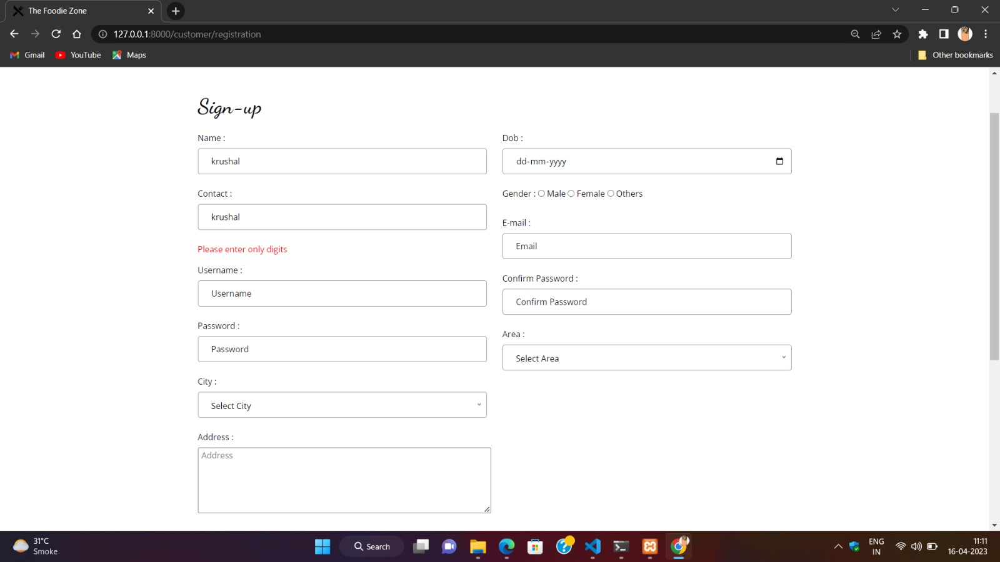 The Foodie Zone
127.0.0.1:8000/customer/registration
Gmail
YouTube
Maps
Other bookmarks
Sign-up
Name :
krushal
Dob :
dd-mm-yyyy
Contact :
krushal
Gender : Male Female Others
Please enter only digits
E-mail :
Email
Username :
Username
Confirm Password :
Confirm Password
Password :
Password
Area :
Select Area
City :
Select City
Address :
Address
31°C
Smoke
Search
ENG
IN
11:11
16-04-2023